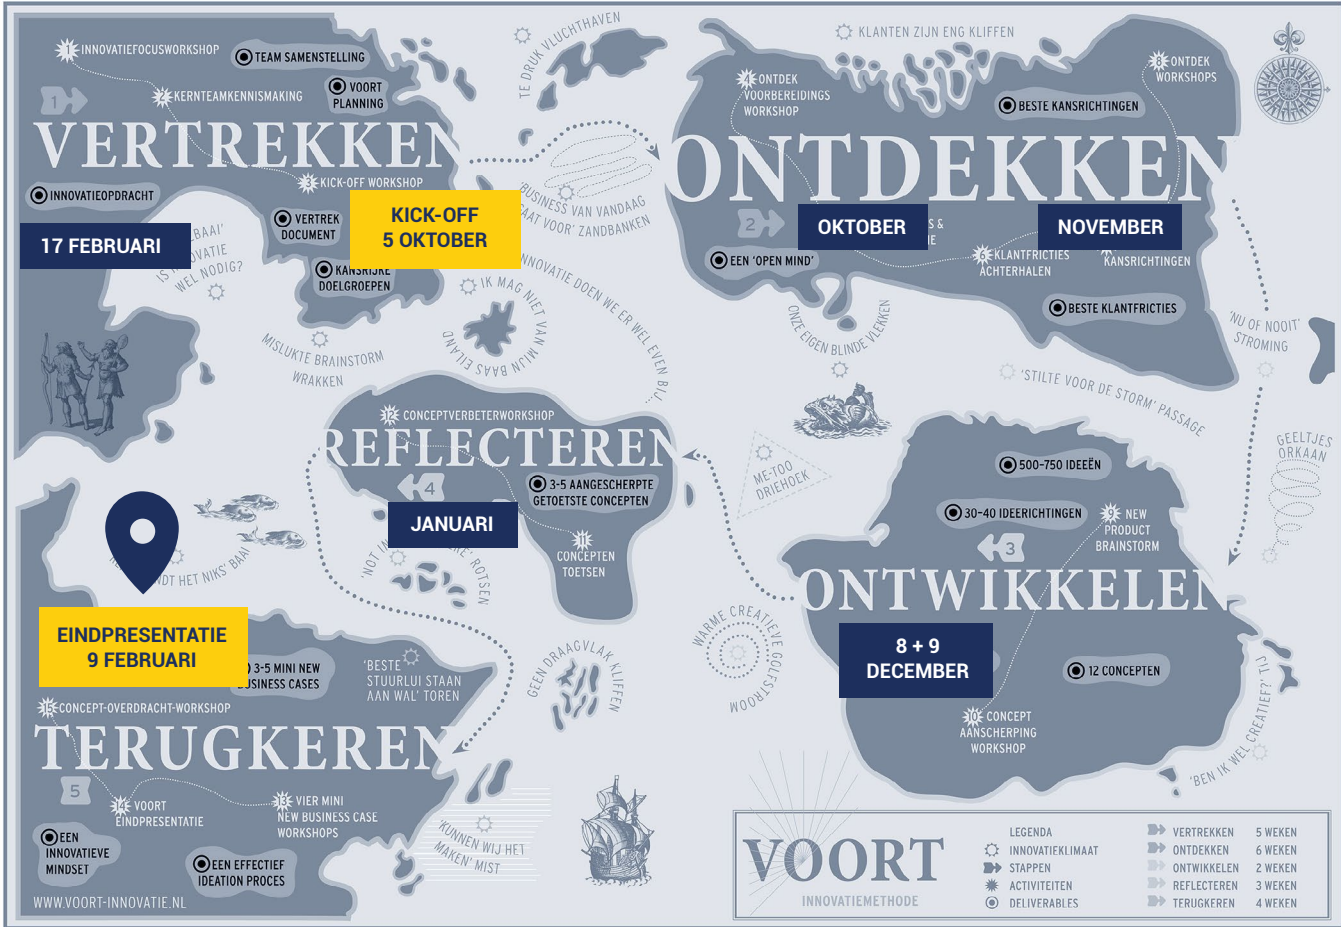 1 INNOVATIEFOCUSWORKSHOP
TEAM SAMENSTELLING
VOORT
PLANNING
2 KERNTEAMKENNISMAKING
1
VERTREKKEN
3 KICK-OFF WORKSHOP
INNOVATIEOPDRACHT
VERTREK
DOCUMENT
KANSRIJKE
DOELGROEPEN
17 FEBRUARI
KICK-OFF
5 OKTOBER
BAAI'
IS INNOVATIE
WEL NODIG?
MISLUKTE BRAINSTORM
WRAKKEN
TE DRUK VLUCHTHAVEN
'BUSINESS VAN VANDAAG
GAAT VOOR' ZANDBANKEN
INNOVATIE DOEN WE ER WEL EVEN BIJ...
IK MAG NIET VAN MIJN BAAS EILAND
KLANTEN ZIJN ENG KLIFFEN
4 ONTDEK
VOORBEREIDINGS
WORKSHOP
8 ONTDEK
WORKSHOPS
BESTE KANSRICHTINGEN
ONTDEKKEN
2
OKTOBER
S &
IE
NOVEMBER
EEN 'OPEN MIND'
6 KLANTFRICTIES
ACHTERHALEN
KANSRICHTINGEN
BESTE KLANTFRICTIES
ONZE EIGEN BLINDE VLEKKEN
'NU OF NOOIT'
STROMING
'STILTE VOOR DE STORM' PASSAGE
GEELTJES
ORKAAN
ME-TOO
DRIEHOEK
12 CONCEPTVERBETERWORKSHOP
REFLECTEREN
4
3-5 AANGESCHERPTE
GETOETSTE CONCEPTEN
JANUARI
11
CONCEPTEN
TOETSEN
'NOT IN
ROTSEN
500-750 IDEEËN
30-40 IDEERICHTINGEN
9 NEW
PRODUCT
BRAINSTORM
3
ONTWIKKELEN
8 + 9
DECEMBER
12 CONCEPTEN
10 CONCEPT
AANSCHERPING
WORKSHOP
WARME CREATIEVE GOLFSTROOM
'BEN IK WEL CREATIEF?' TIJ
GEEN DRAAGVLAK KLIFFEN
HET NIKS' BAAI
EINDPRESENTATIE
9 FEBRUARI
3-5 MINI NEW
BUSINESS CASES
'BESTE
STUURLUI STAAN
AAN WAL' TOREN
15 CONCEPT-OVERDRACHT-WORKSHOP
TERUGKEREN
5
14 VOORT
EINDPRESENTATIE
13 VIER MINI
NEW BUSINESS CASE
WORKSHOPS
EEN
INNOVATIEVE
MINDSET
EEN EFFECTIEF
IDEATION PROCES
'KUNNEN WIJ HET
MAKEN' MIST
WWW.VOORT-INNOVATIE.NL
VOORT
INNOVATIEMETHODE
LEGENDA
INNOVATIEKLIMAAT
STAPPEN
ACTIVITEITEN
DELIVERABLES
VERTREKKEN 5 WEKEN
ONTDEKKEN 6 WEKEN
ONTWIKKELEN 2 WEKEN
REFLECTEREN 3 WEKEN
TERUGKEREN 4 WEKEN